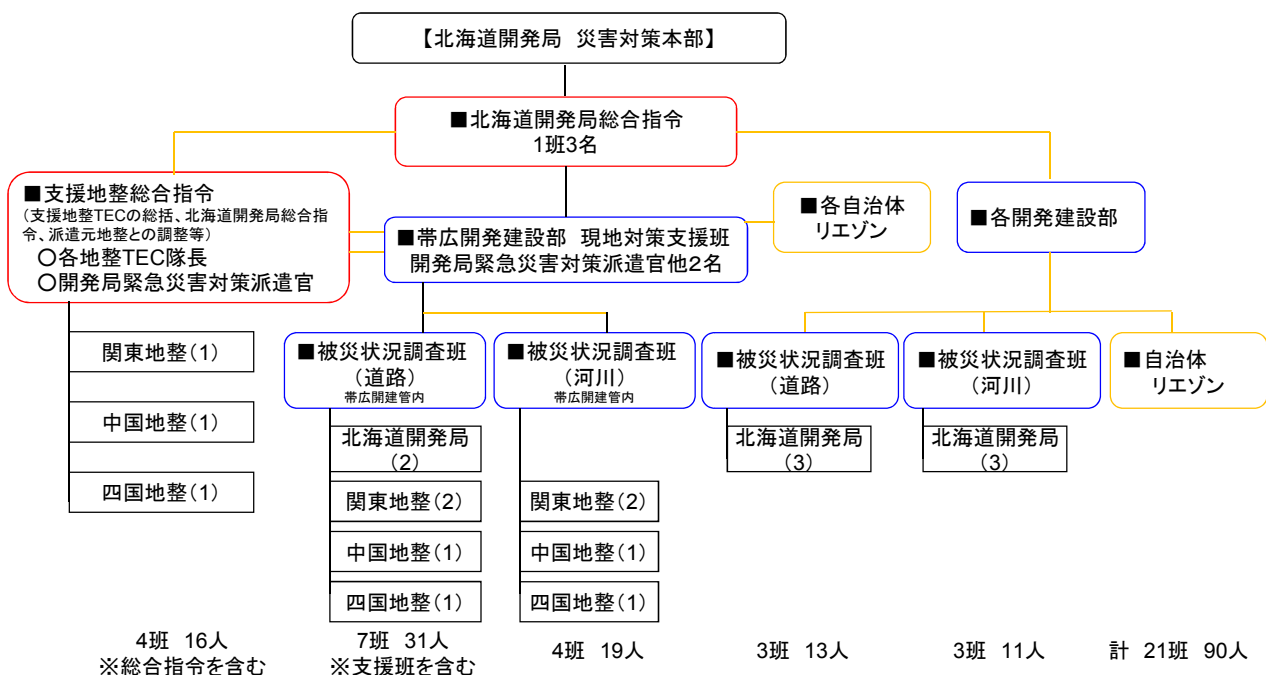 【北海道開発局 災害対策本部】
■北海道開発局総合指令
1班3名
■支援地整総合指令
(支援地整TECの総括、北海道開発局総合指
令、派遣元地整との調整等)
○各地整TEC隊長
○開発局緊急災害対策派遣官
■帯広開発建設部 現地対策支援班
開発局緊急災害対策派遣官他2名
■各自治体
リエゾン
■各開発建設部
関東地整(1)
中国地整(1)
四国地整(1)
■被災状況調査班
(道路)
帯広開建管内
北海道開発局
(2)
関東地整(2)
中国地整(1)
四国地整(1)
■被災状況調査班
(河川)
帯広開建管内
関東地整(2)
中国地整(1)
四国地整(1)
■被災状況調査班
(道路)
北海道開発局
(3)
■被災状況調査班
(河川)
北海道開発局
(3)
■自治体
リエゾン
4班 16人
※総合指令を含む
7班 31人
※支援班を含む
4班 19人
3班 13人
3班 11人
計 21班 90人